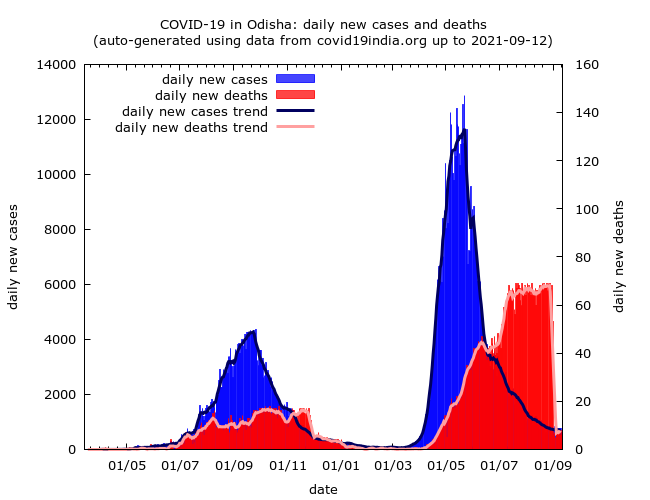 COVID-19 in Odisha: daily new cases and deaths
(auto-generated using data from covid19india.org up to 2021-09-12)
daily new cases
daily new deaths
daily new cases trend
daily new deaths trend
14000
12000
10000
8000
6000
4000
2000
0
160
140
120
100
80
60
40
20
0
daily new cases
daily new deaths
01/05 01/07 01/09 01/11 01/01 01/03 01/05 01/07 01/09
date